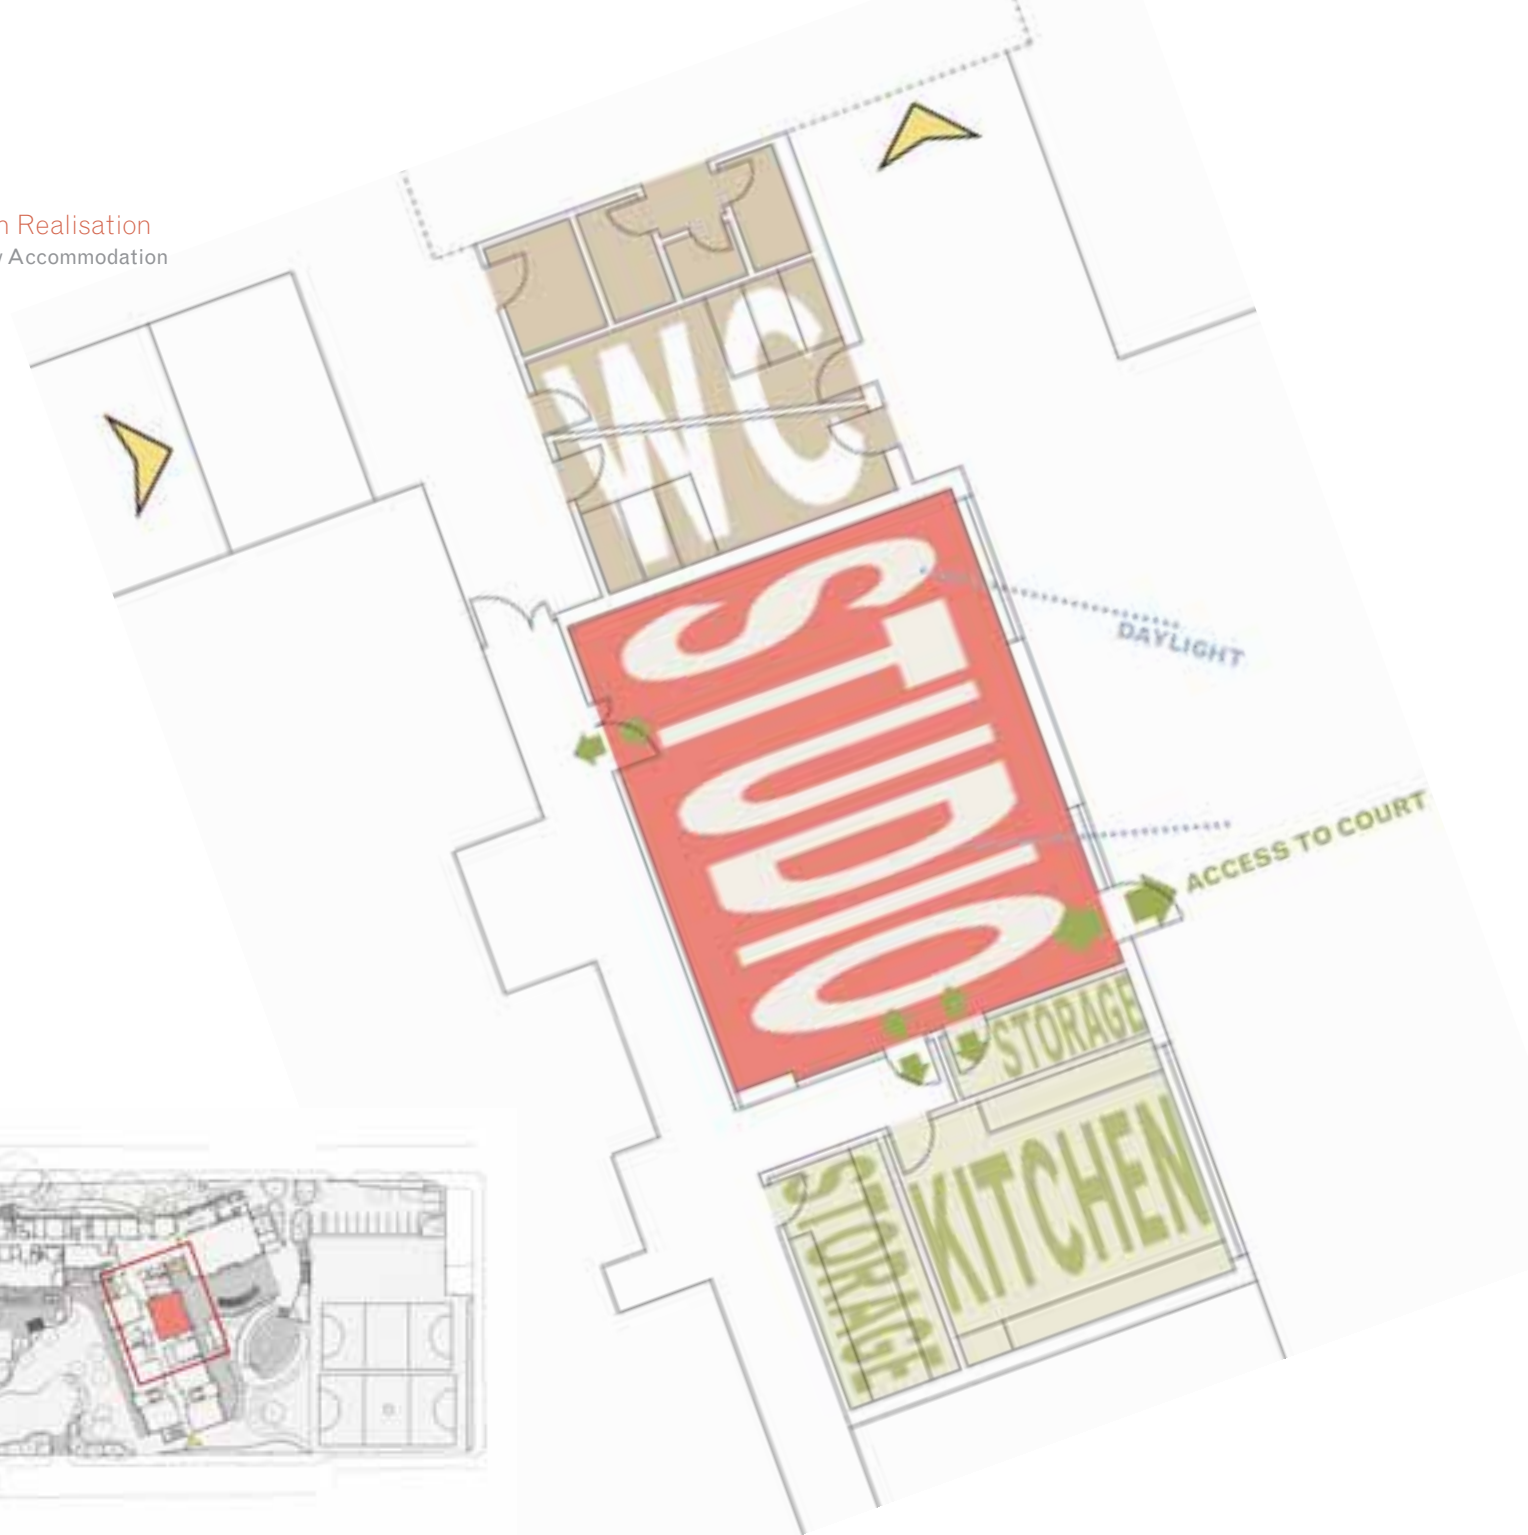 n Realisation
y Accommodation
WC
STUDIO
DAYLIGHT
ACCESS TO COURT
STORAGE
KITCHEN
STORAGE